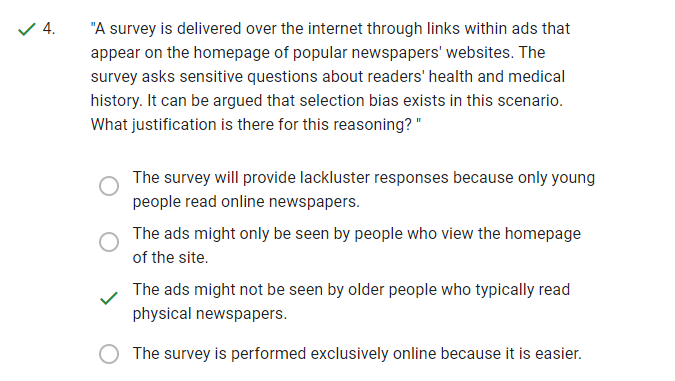 4. "A survey is delivered over the internet through links within ads that
appear on the homepage of popular newspapers' websites. The
survey asks sensitive questions about readers' health and medical
history. It can be argued that selection bias exists in this scenario.
What justification is there for this reasoning? "
The survey will provide lackluster responses because only young
people read online newspapers.
The ads might only be seen by people who view the homepage
of the site.
The ads might not be seen by older people who typically read
physical newspapers.
The survey is performed exclusively online because it is easier.